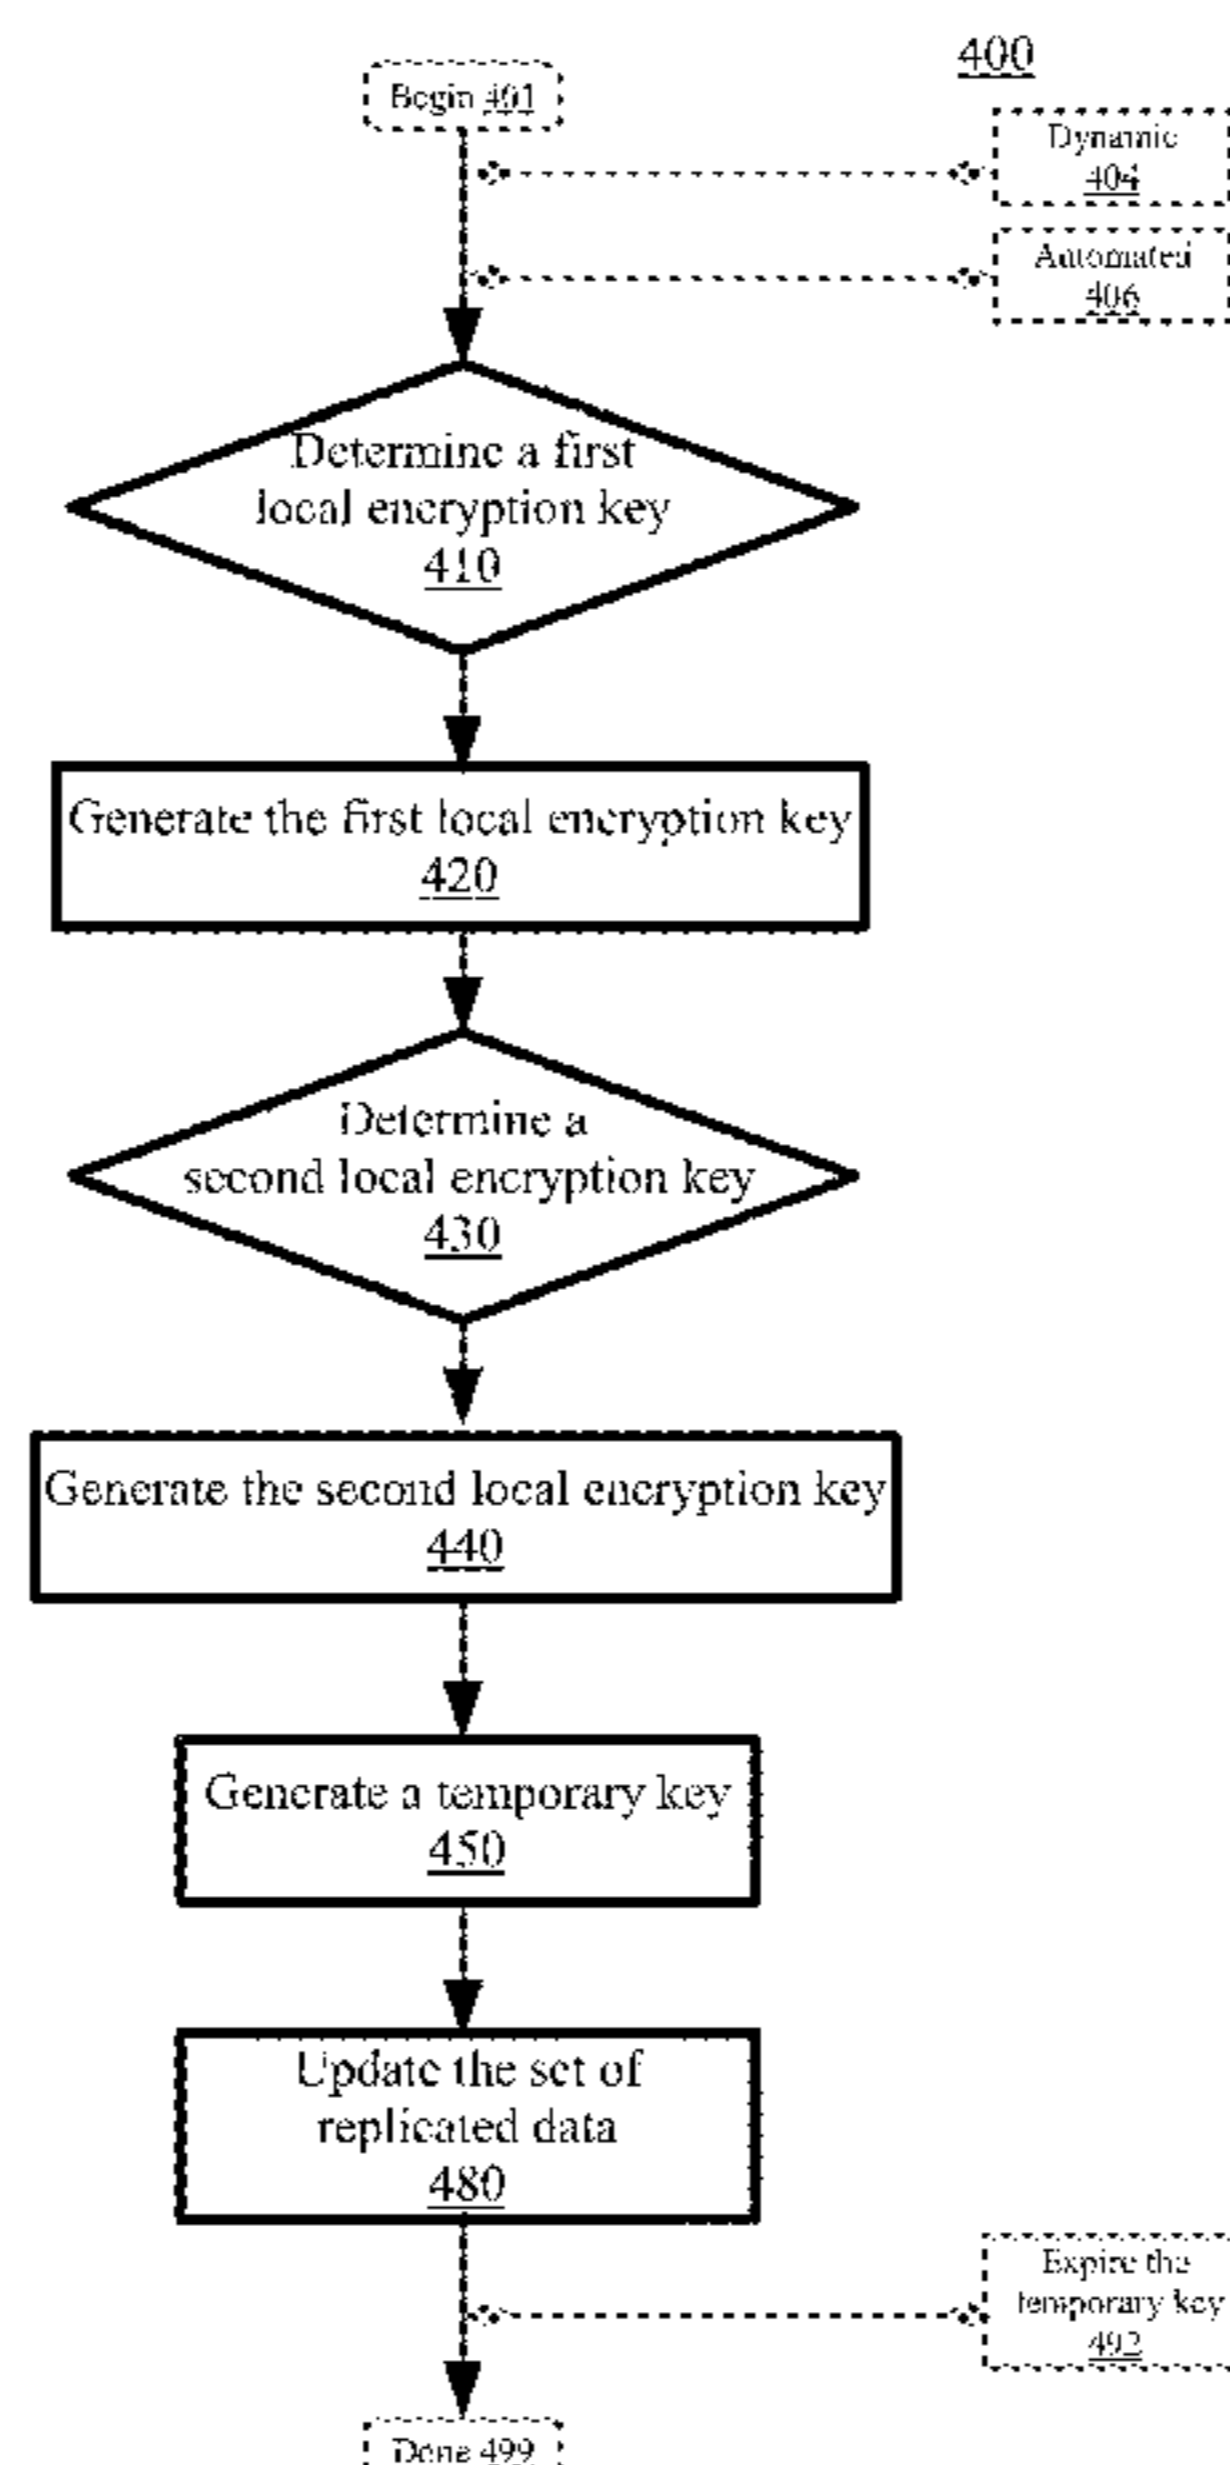 400
Begin 401
Dynamic
404
Automated
406
Determine a first
local encryption key
410
Generate the first local encryption key
420
Determine a
second local encryption key
430
Generate the second local encryption key
440
Generate a temporary key
450
Update the set of
replicated data
480
Expire the
temporary key
492
Done 499